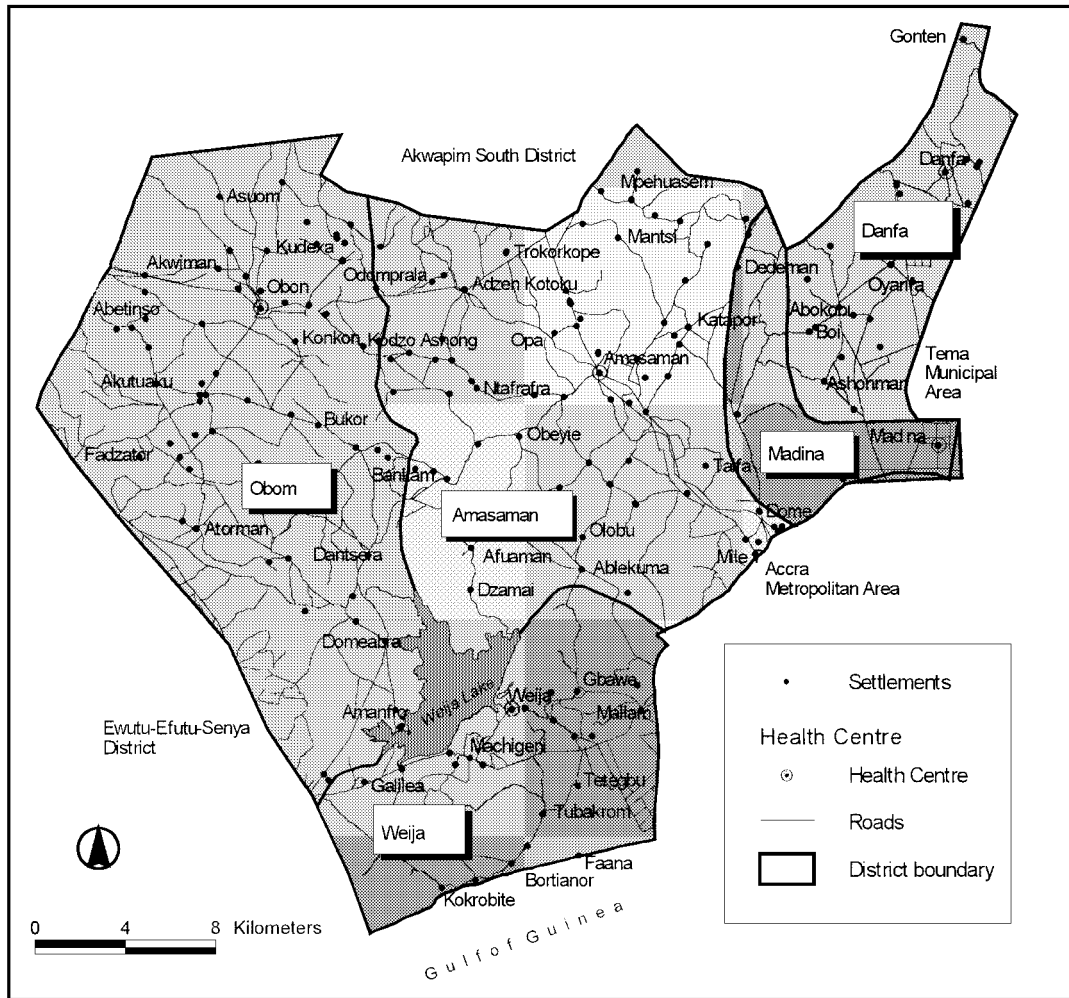 Gonten
Akwapim South District
Danfa
Mpehuasem
Asuom
Danfa
Kudexa
Mantsi
Trokorkope
Akwiman
Odomprala
Dedeman
Obon
Adzen Kotoku
Oyarifa
Abetinso
Abokobi
Katapor
Boi
Konkon
Kodzo Ashong
Opa
Amasaman
Tema
Municipal
Area
Akutuaku
Ntafrafra
Ashonman
Bukor
Obeyie
Madina
Fadzator
Madina
Bankam
Taifa
Obom
Amasaman
Dome
Atorman
Olobu
Dantsera
Afuaman
Mile
Ablekuma
Accra
Metropolitan Area
Dzamai
Domeabra
Gbawe
Weija Lake
Weija
Amanfro
Mallam
Ewutu-Efutu-Senya
District
Machigeni
Galilea
Tetegbu
Tubakrom
Weija
Faana
Bortianor
Kokrobite
Gulf of Guinea
Settlements
Health Centre
Health Centre
Roads
District boundary
0 4 8 Kilometers